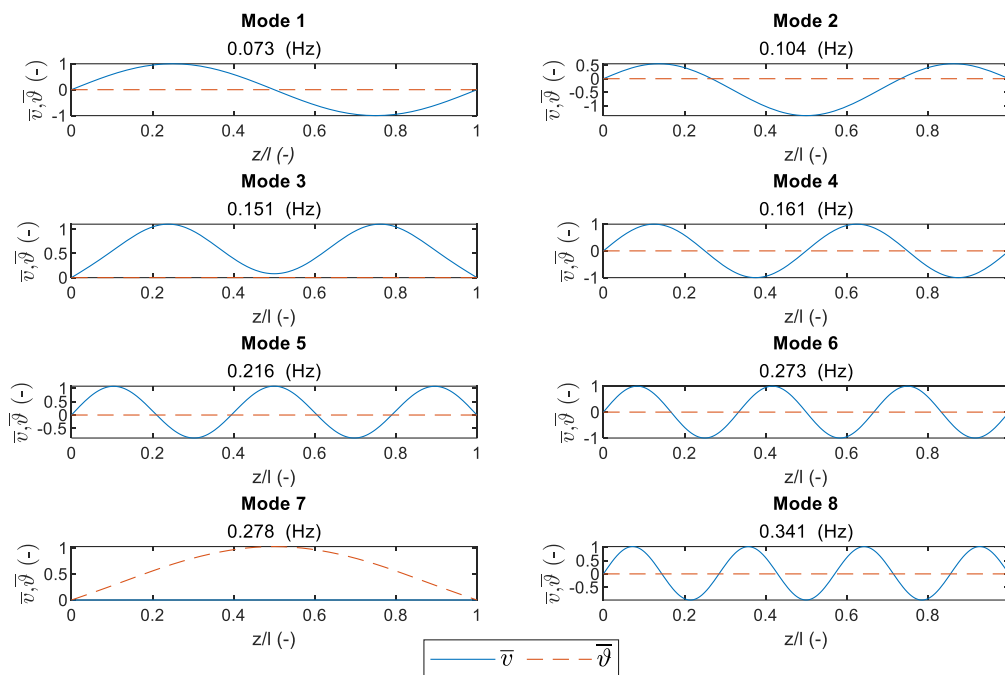 Mode 1
0.073 (Hz)
v̅,ϑ̅ (-)
1
0
-1
0 0.2 0.4 0.6 0.8 1
z/l (-)
Mode 2
0.104 (Hz)
v̅,ϑ̅ (-)
0.5
0
-0.5
-1
0 0.2 0.4 0.6 0.8
z/l (-)
Mode 3
0.151 (Hz)
v̅,ϑ̅ (-)
1
0.5
0
0 0.2 0.4 0.6 0.8 1
z/l (-)
Mode 4
0.161 (Hz)
v̅,ϑ̅ (-)
1
0
-1
0 0.2 0.4 0.6 0.8
z/l (-)
Mode 5
0.216 (Hz)
v̅,ϑ̅ (-)
1
0.5
0
-0.5
0 0.2 0.4 0.6 0.8 1
z/l (-)
Mode 6
0.273 (Hz)
v̅,ϑ̅ (-)
1
0
-1
0 0.2 0.4 0.6 0.8
z/l (-)
Mode 7
0.278 (Hz)
v̅,ϑ̅ (-)
1
0.5
0
0 0.2 0.4 0.6 0.8 1
z/l (-)
Mode 8
0.341 (Hz)
v̅,ϑ̅ (-)
1
0.5
0
-0.5
0 0.2 0.4 0.6 0.8
z/l (-)
v̅ ϑ̅